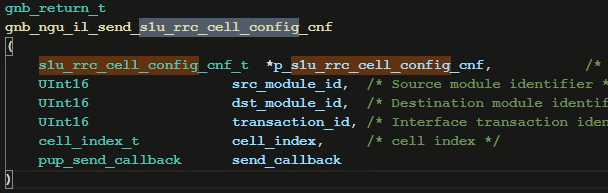 gnb_return_t
gnb_ngu_il_send_s1u_rrc_cell_config_cnf
(
s1u_rrc_cell_config_cnf_t *p_s1u_rrc_cell_config_cnf, /*
UInt16 src_module_id, /* Source module identifier *
UInt16 dst_module_id, /* Destination module identif
UInt16 transaction_id, /* Interface transaction iden
cell_index_t cell_index, /* cell index */
pup_send_callback send_callback
)